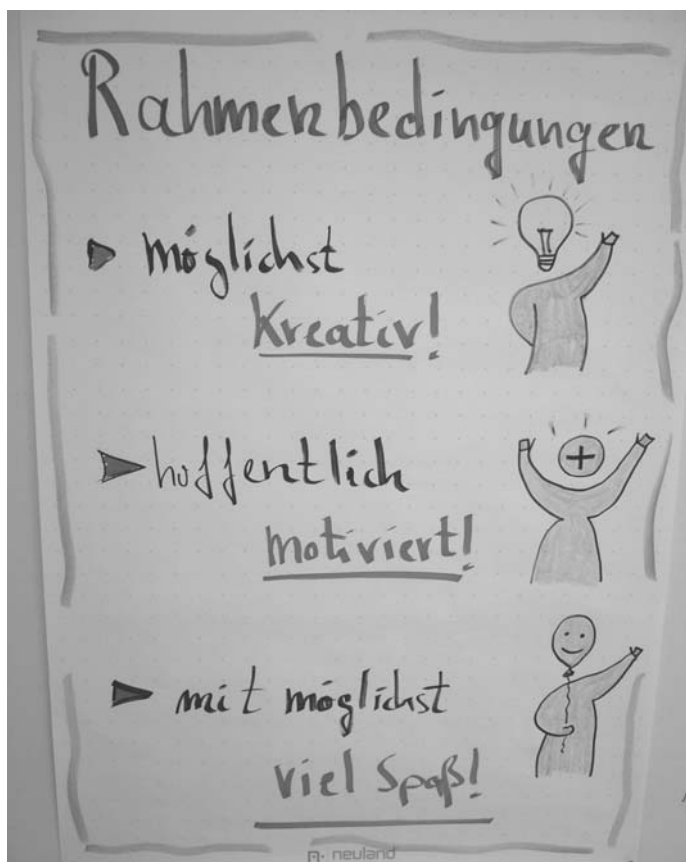 Rahmenbedingungen
möglichst
Kreativ!
hoffentlich
motiviert!
mit möglichst
viel Spaß!
neuland